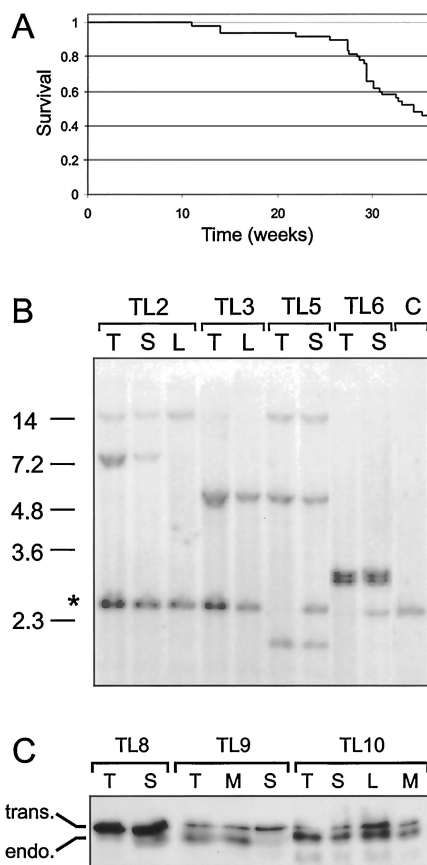 A
1
0.8
0.6
0.4
0.2
0
Survival
0 10 20 30
Time (weeks)
B
TL2 TL3 TL5 TL6 C
T S L T L T S T S
14
7.2
4.8
3.6
*
2.3
C
TL8 TL9 TL10
T S T M S T S L M
trans.
endo.